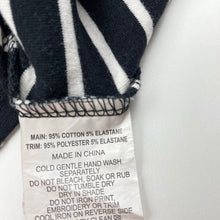 MAIN: 95% COTTON 5% ELASTANE
TRIM: 95% POLYESTER 5% ELASTANE
MADE IN CHINA
COLD GENTLE HAND WASH
SEPARATELY
DO NOT BLEACH, SOAK OR RUB
DO NOT TUMBLE DRY
DRY IN SHADE
DO NOT IRON PRINT,
EMBROIDERY OR TRIM
COOL IRON ON REVERSE SIDE